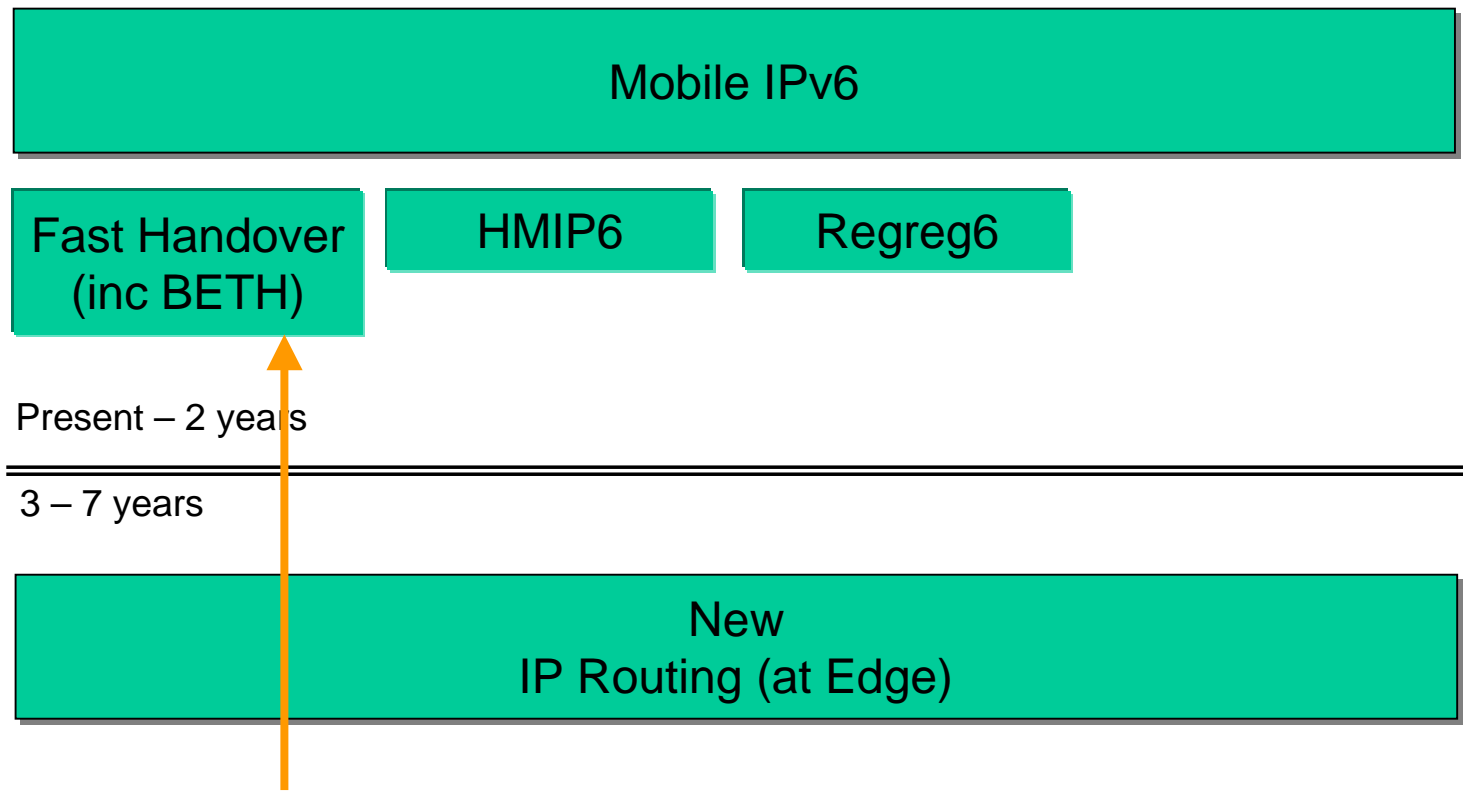 Mobile IPv6
Fast Handover
(inc BETH)
HMIP6
Regreg6
Present – 2 years
3 – 7 years
New
IP Routing (at Edge)